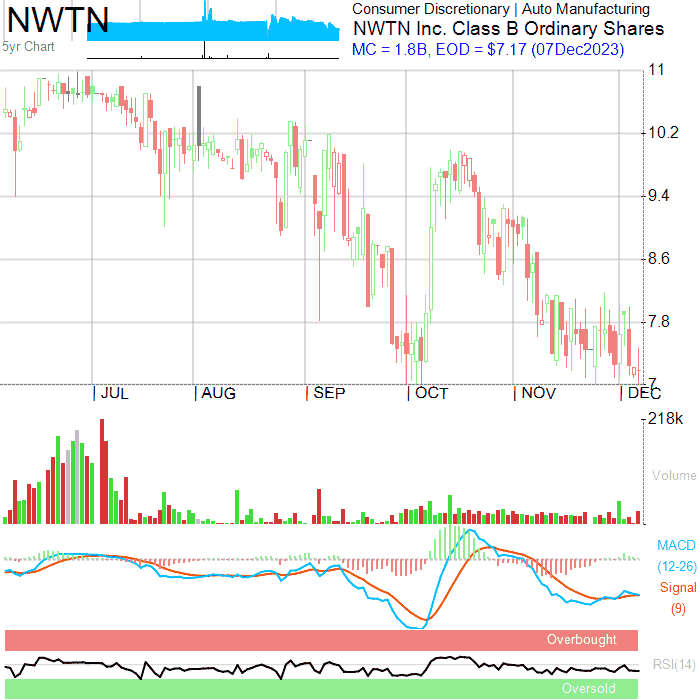 NWTN
5yr Chart
Consumer Discretionary | Auto Manufacturing
NWTN Inc. Class B Ordinary Shares
MC = 1.8B, EOD = $7.17 (07Dec2023)
11
10.2
9.4
8.6
7.8
7
| JUL | AUG | SEP | OCT | NOV | DEC
218k
Volume
MACD
(12-26)
Signal
(9)
Overbought
RSI(14)
Oversold